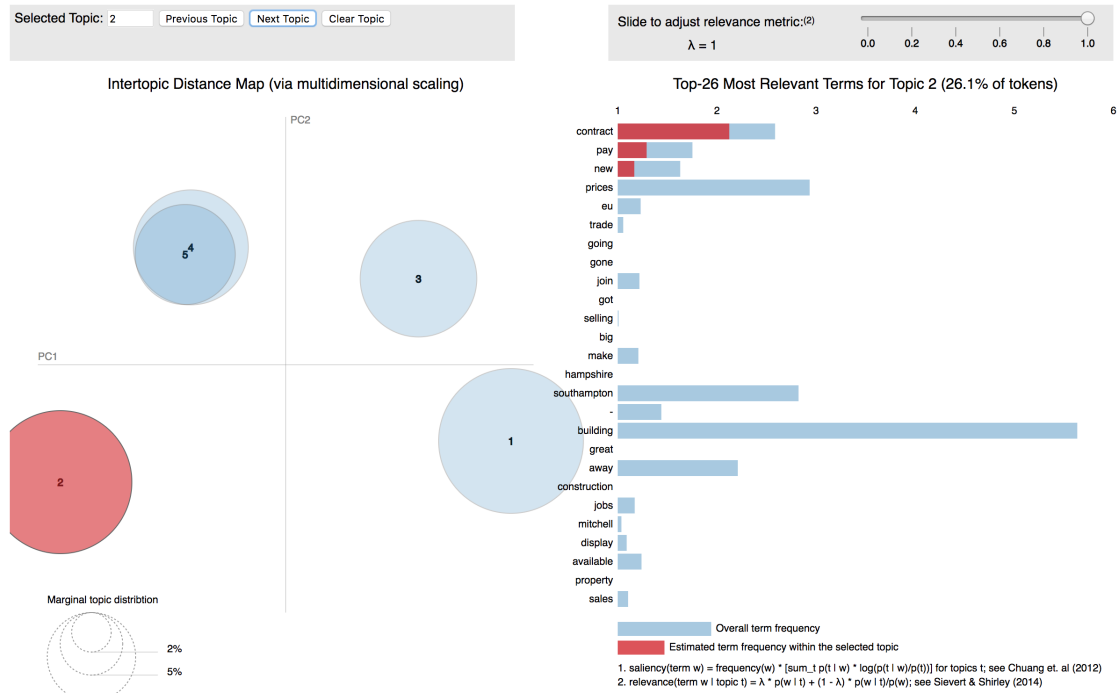 Selected Topic: 2 Previous Topic Next Topic Clear Topic
Slide to adjust relevance metric:(2)
λ = 1
0.0 0.2 0.4 0.6 0.8 1.0
Intertopic Distance Map (via multidimensional scaling)
PC2
PC1
5
4
3
1
2
Marginal topic distribtion
2%
5%
Top-26 Most Relevant Terms for Topic 2 (26.1% of tokens)
1 2 3 4 5 6
contract
pay
new
prices
eu
trade
going
gone
join
got
selling
big
make
hampshire
southampton
-
building
great
away
construction
jobs
mitchell
display
available
property
sales
Overall term frequency
Estimated term frequency within the selected topic
1. saliency(term w) = frequency(w) * [sum_t p(t | w) * log(p(t | w)/p(t))] for topics t; see Chuang et. al (2012)
2. relevance(term w | topic t) = λ * p(w | t) + (1 - λ) * p(w | t)/p(w); see Sievert & Shirley (2014)